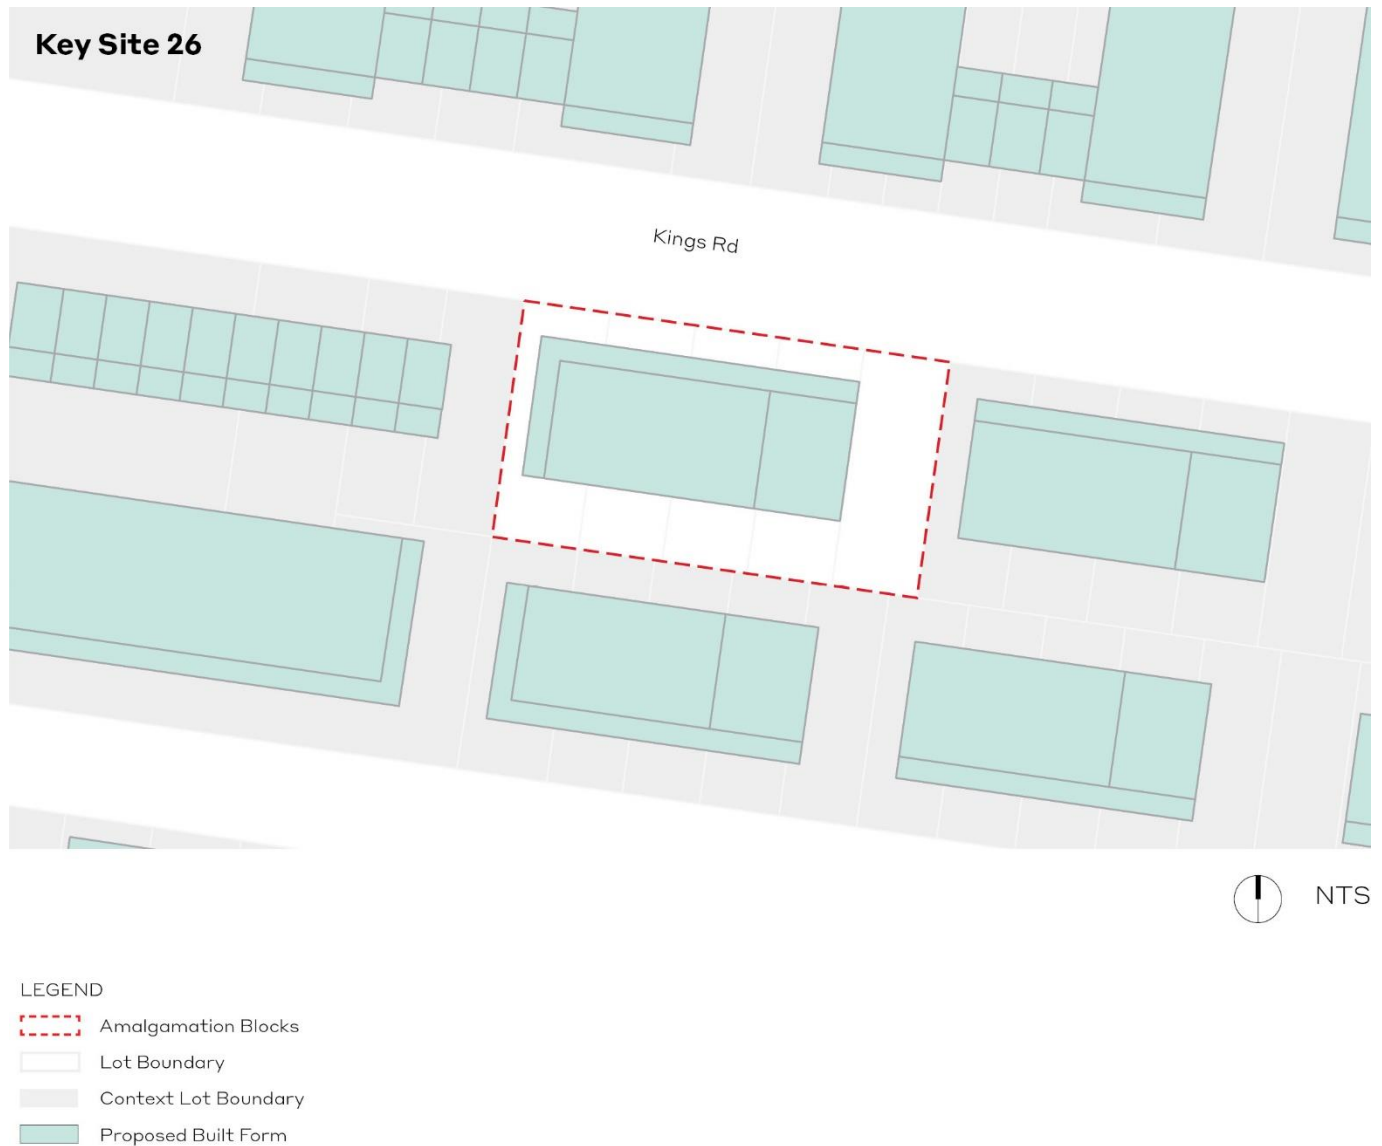 Key Site 26
Kings Rd
NTS
LEGEND
Amalgamation Blocks
Lot Boundary
Context Lot Boundary
Proposed Built Form